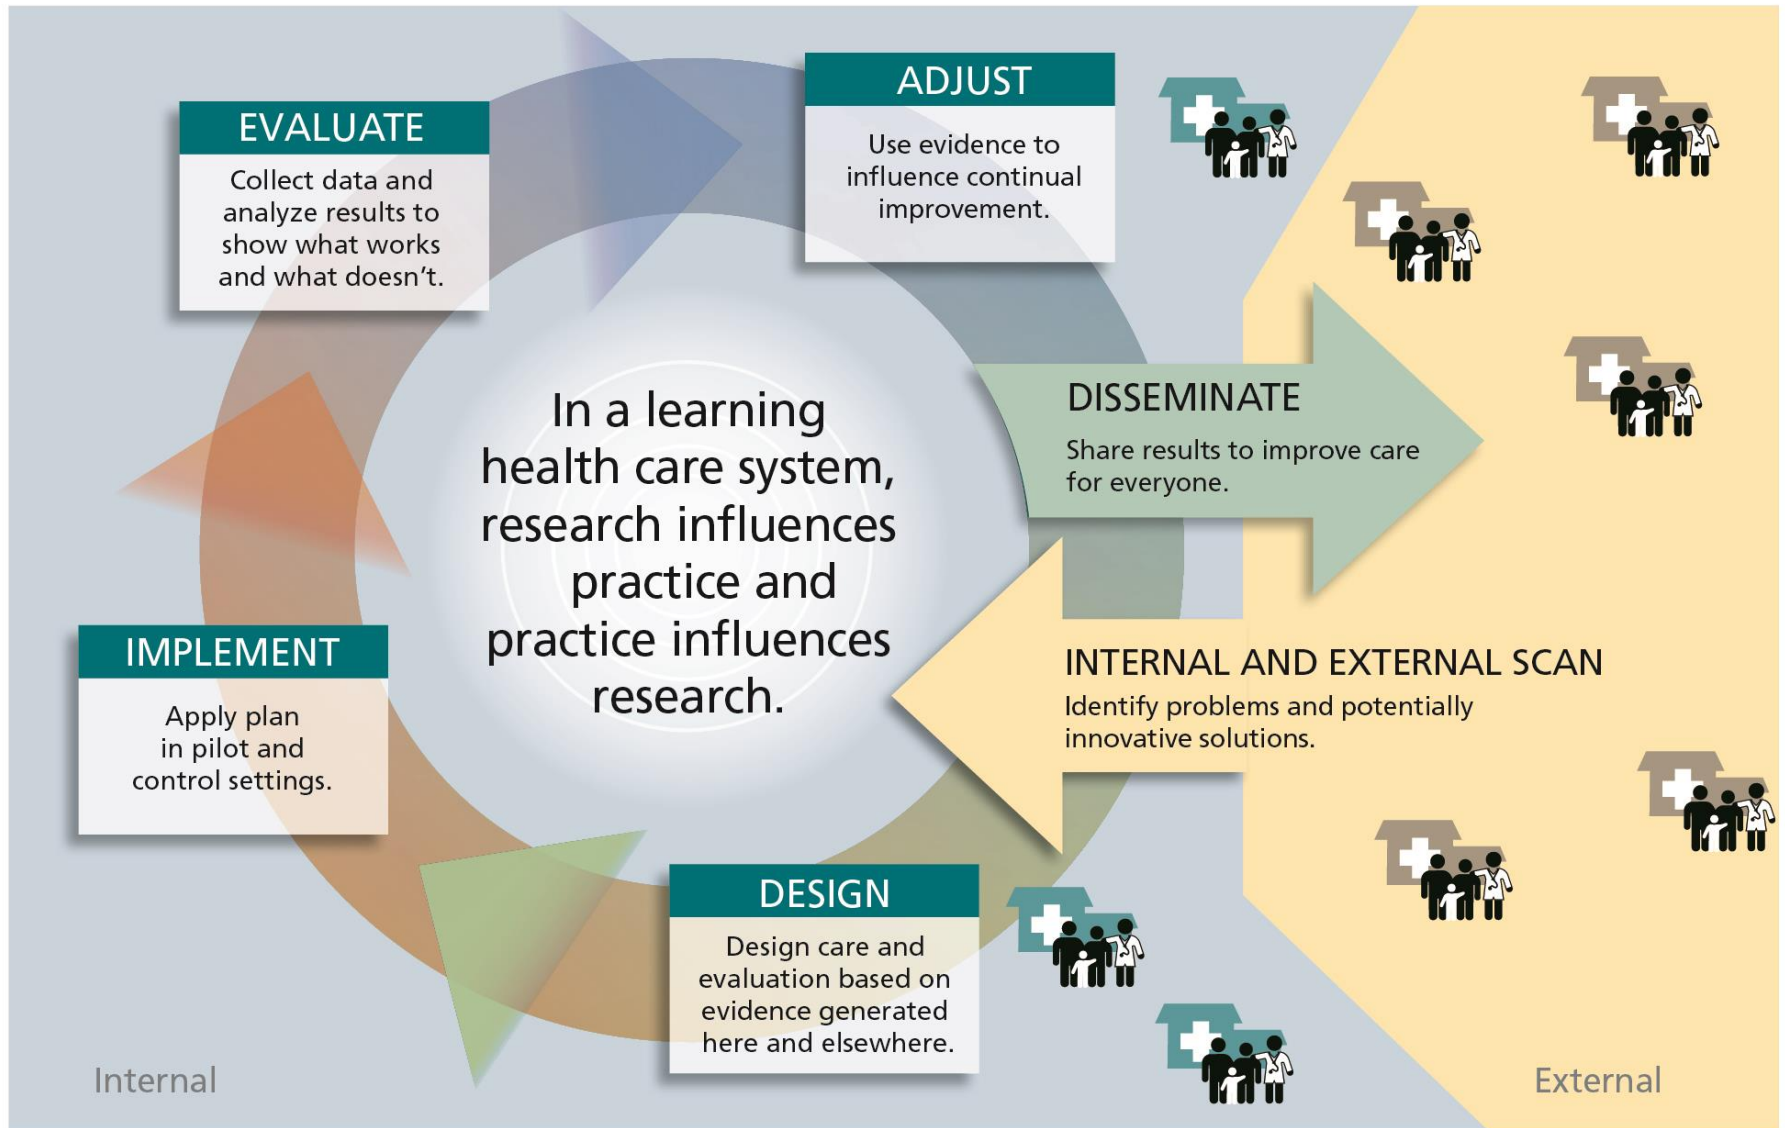 EVALUATE
Collect data and
analyze results to
show what works
and what doesn't.
ADJUST
Use evidence to
influence continual
improvement.
In a learning
health care system,
research influences
practice and
practice influences
research.
DISSEMINATE
Share results to improve care
for everyone.
INTERNAL AND EXTERNAL SCAN
Identify problems and potentially
innovative solutions.
IMPLEMENT
Apply plan
in pilot and
control settings.
DESIGN
Design care and
evaluation based on
evidence generated
here and elsewhere.
Internal
External